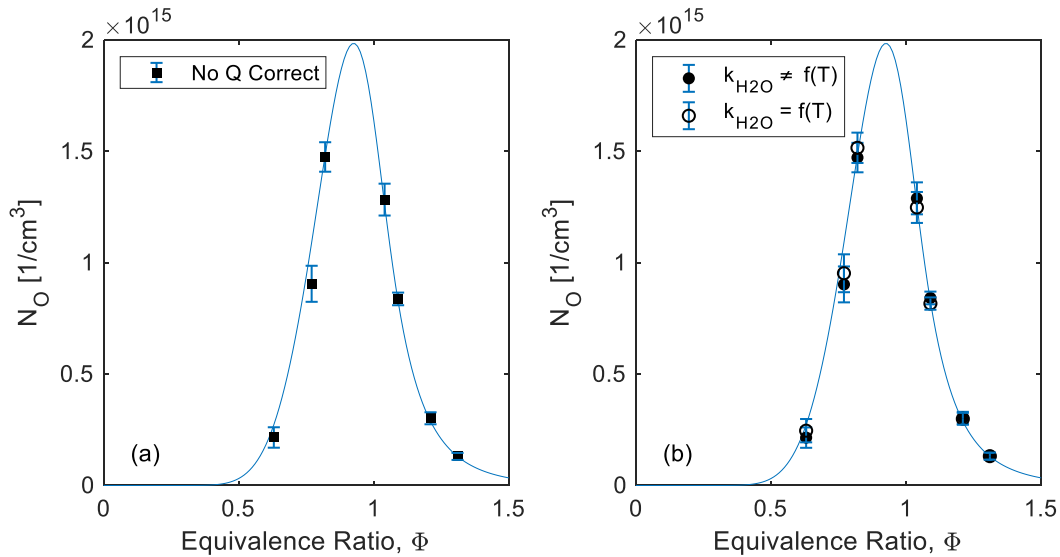 ×10^15
2
1.5
1
0.5
0
N_O [1/cm^3]
No Q Correct
(a)
0
0.5
1
1.5
Equivalence Ratio, Φ
×10^15
2
1.5
1
0.5
0
N_O [1/cm^3]
k_H2O ≠ f(T)
k_H2O = f(T)
(b)
0
0.5
1
1.5
Equivalence Ratio, Φ